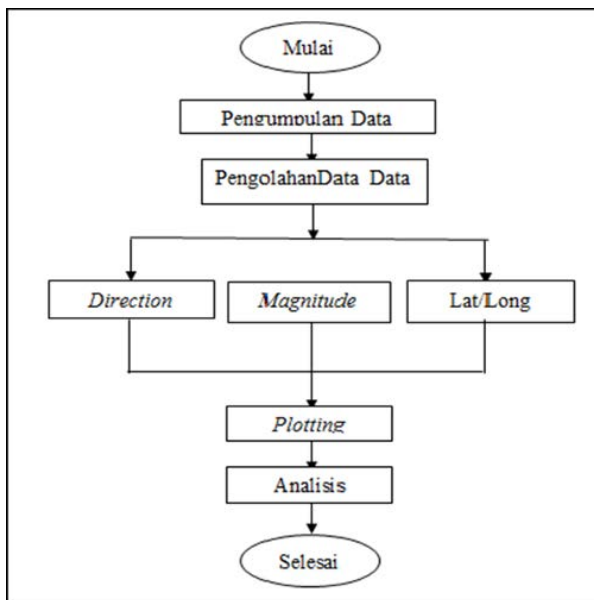 Mulai
Pengumpulan Data
PengolahanData Data
Direction
Magnitude
Lat/Long
Plotting
Analisis
Selesai